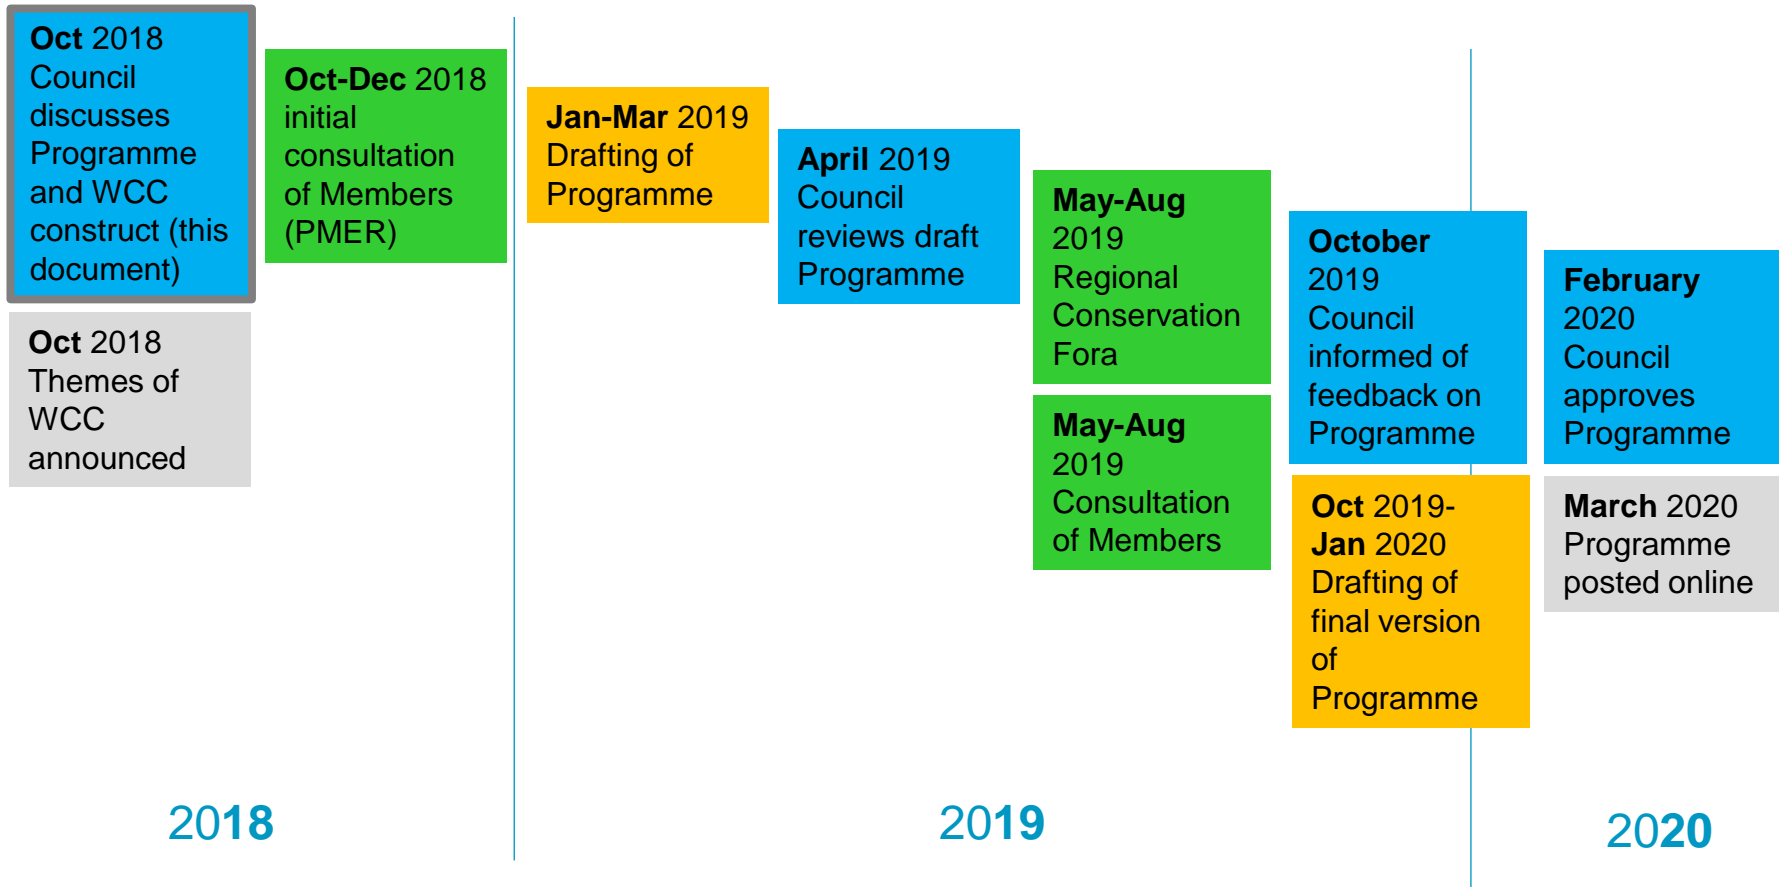 Oct 2018
Council
discusses
Programme
and WCC
construct (this
document)
Oct 2018
Themes of
WCC
announced
Oct-Dec 2018
initial
consultation
of Members
(PMER)
Jan-Mar 2019
Drafting of
Programme
April 2019
Council
reviews draft
Programme
May-Aug
2019
Regional
Conservation
Fora
May-Aug
2019
Consultation
of Members
October
2019
Council
informed of
feedback on
Programme
Oct 2019-
Jan 2020
Drafting of
final version
of
Programme
February
2020
Council
approves
Programme
March 2020
Programme
posted online
2018
2019
2020